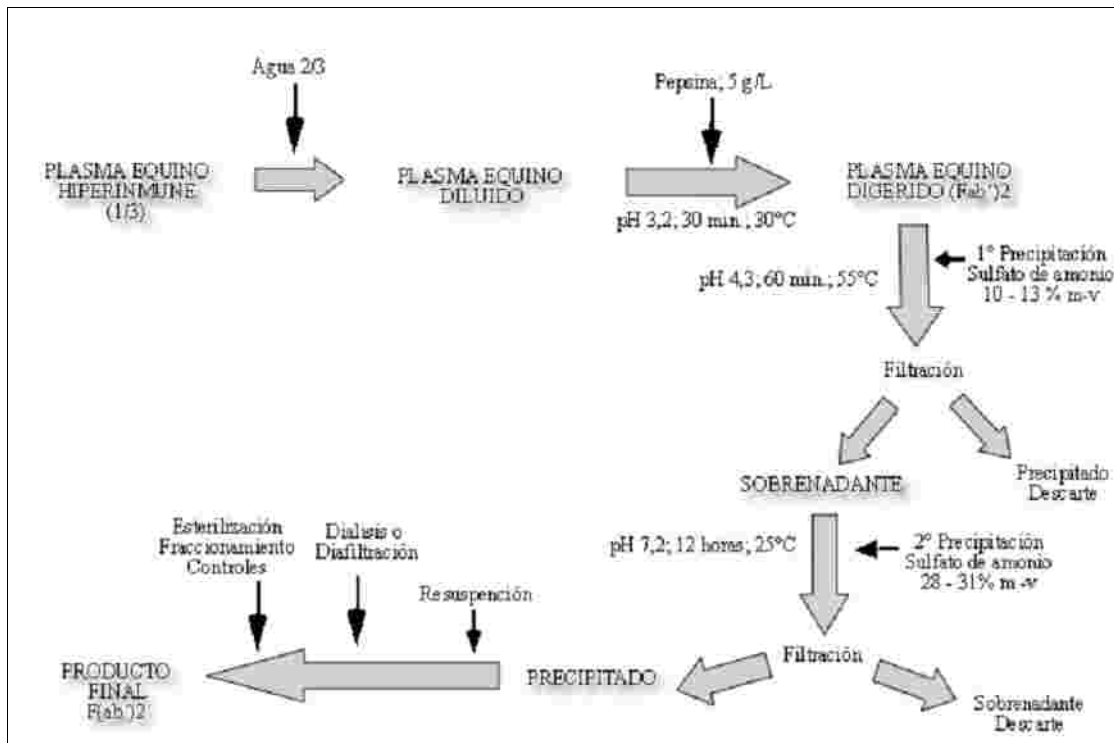 Agua 2/3
Pepsina; 5 g/L
PLASMA EQUINO
HIPERINMUNE
(1/3)
PLASMA EQUINO
DILUIDO
PLASMA EQUINO
DIGERIDO (Fab')2
pH 3,2; 30 min.; 30°C
pH 4,3; 60 min.; 55°C
1° Precipitación
Sulfato de amonio
10 - 13 % m-v
Filtración
SOBRENADANTE
Precipitado
Descarte
pH 7,2; 12 horas; 25°C
2° Precipitación
Sulfato de amonio
28 - 31% m-v
Esterilización
Fraccionamiento
Controles
Dialisis o
Diafiltración
Resuspención
Filtración
PRECIPITADO
PRODUCTO
FINAL
F(ab')2
Sobrenadante
Descarte